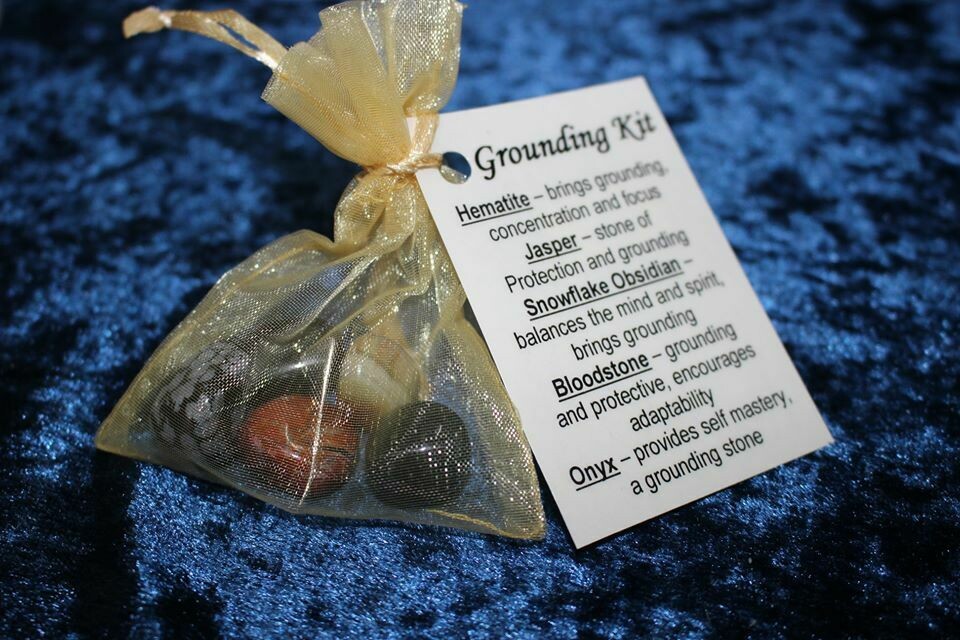 Grounding Kit
Hematite – brings grounding,
concentration and focus
Jasper – stone of
Protection and grounding
Snowflake Obsidian –
balances the mind and spirit,
brings grounding
Bloodstone – grounding
and protective, encourages
adaptability
Onyx – provides self mastery,
a grounding stone